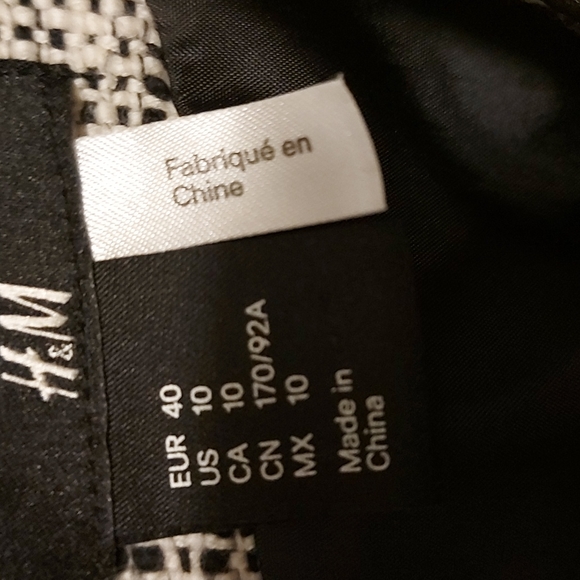 H&M
Fabriqué en
Chine
EUR 40
US 10
CA 10
CN 170/92A
MX 10
Made in
China